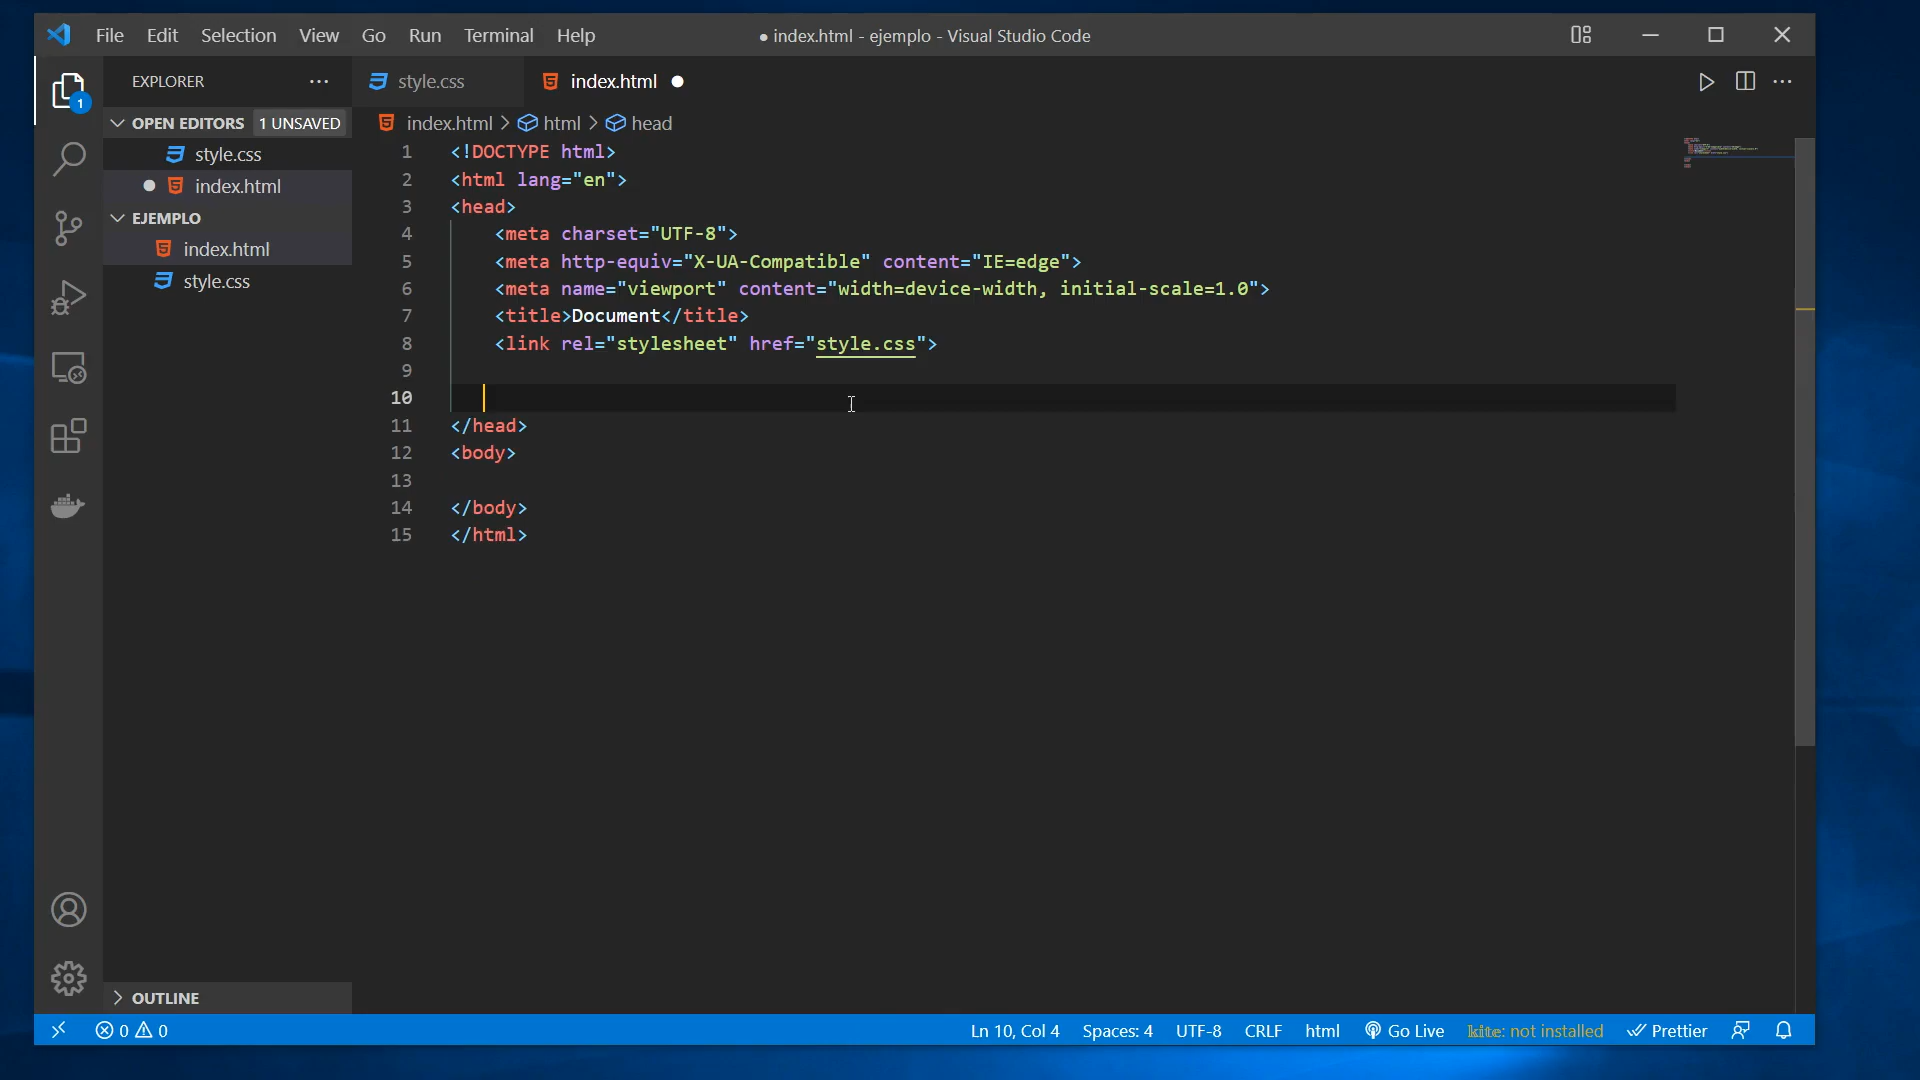 File Edit Selection View Go Run Terminal Help
● index.html - ejemplo - Visual Studio Code
EXPLORER
style.css
index.html
OPEN EDITORS 1 UNSAVED
style.css
index.html
EJEMPLO
index.html
style.css
OUTLINE
1
index.html > html > head
1 <!DOCTYPE html>
2 <html lang="en">
3 <head>
4 <meta charset="UTF-8">
5 <meta http-equiv="X-UA-Compatible" content="IE=edge">
6 <meta name="viewport" content="width=device-width, initial-scale=1.0">
7 <title>Document</title>
8 <link rel="stylesheet" href="style.css">
9
10
11 </head>
12 <body>
13
14 </body>
15 </html>
0 0 Ln 10, Col 4 Spaces: 4 UTF-8 CRLF html Go Live kite: not installed Prettier